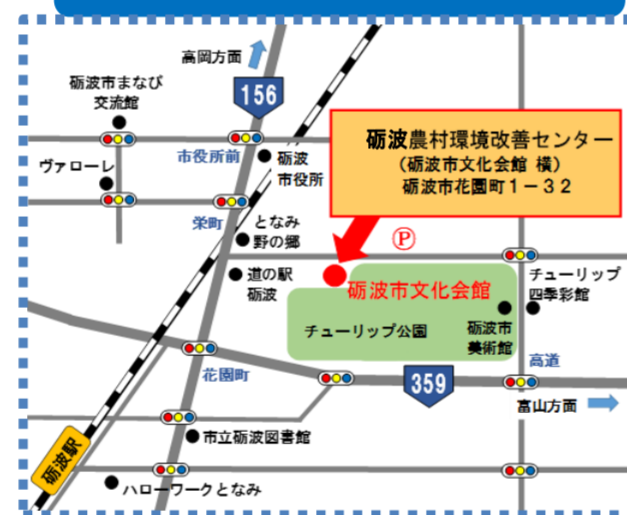 高岡方面
156
砺波市まなび
交流館
ヴァローレ
市役所前
砺波
市役所
砺波農村環境改善センター
(砺波市文化会館 横)
砺波市花園町1-32
栄町
となみ
野の郷
Ⓟ
道の駅
砺波
砺波市文化会館
チューリップ
四季彩館
チューリップ公園
砺波市
美術館
花園町
359
高道
富山方面
砺波駅
市立砺波図書館
ハローワークとなみ